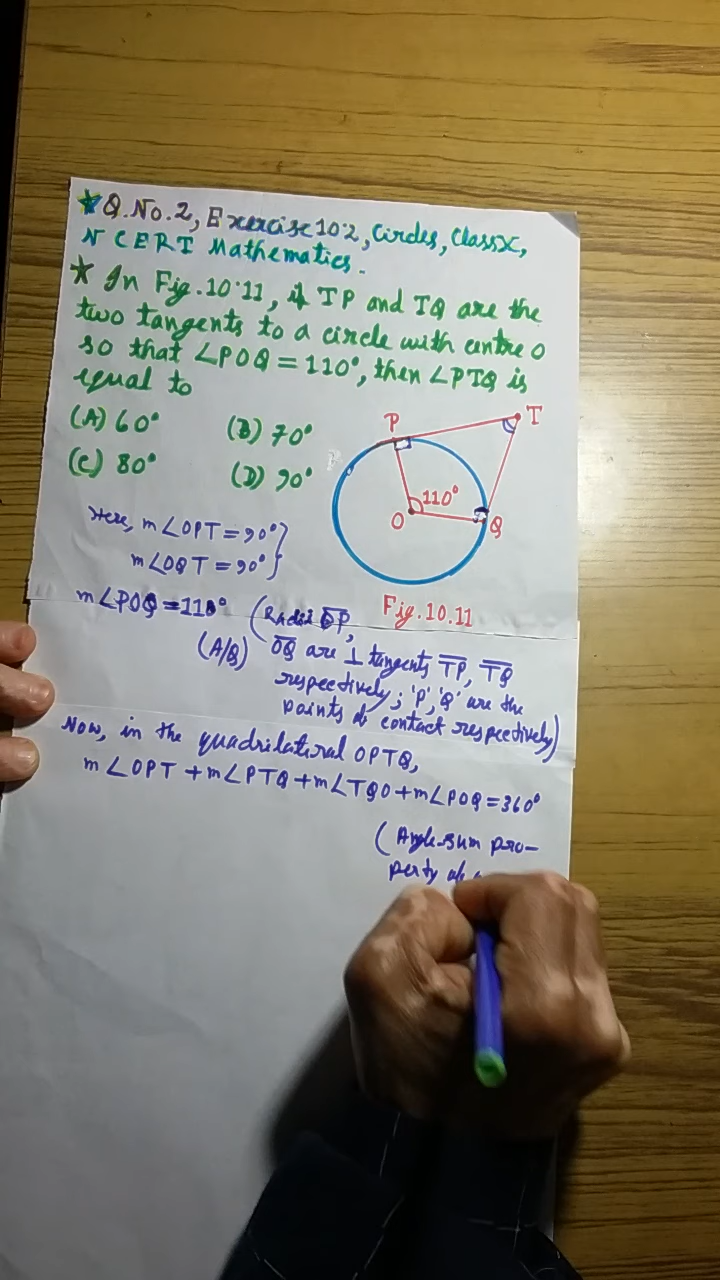 ★ Q.No.2, Exercise 10.2, Circles, Class X,
NCERT Mathematics.
★ In Fig. 10.11, if TP and TQ are the
two tangents to a circle with centre O
so that ∠POQ = 110°, then ∠PTQ is
equal to
(A) 60° (B) 70°
(C) 80° (D) 90°
P
T
110°
O
Q
Fig. 10.11
Here, m∠OPT = 90°}
m∠OQT = 90°}
m∠POQ = 110° (Radii OP,
(A/Q) OQ are ⊥ tangents TP, TQ
respectively; 'P', 'Q' are the
points of contact respectively)
Now, in the quadrilateral OPTQ,
m∠OPT + m∠PTQ + m∠TQO + m∠POQ = 360°
(Angle-sum pro-
perty of